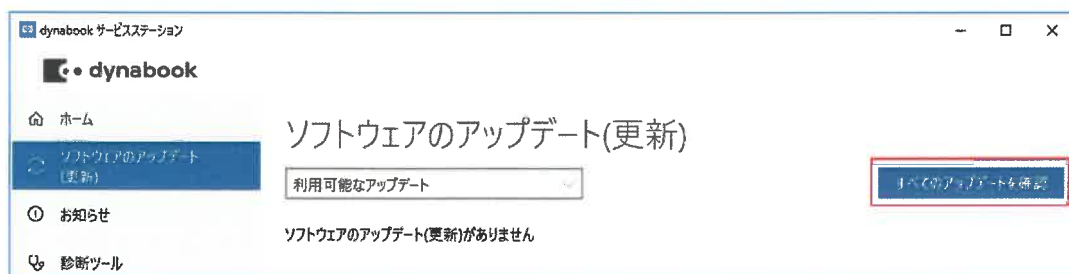 dynabook サービスステーション
dynabook
ホーム
ソフトウェアのアップデート
(更新)
お知らせ
診断ツール
ソフトウェアのアップデート(更新)
利用可能なアップデート
すべてのアップデートを確認
ソフトウェアのアップデート(更新)がありません